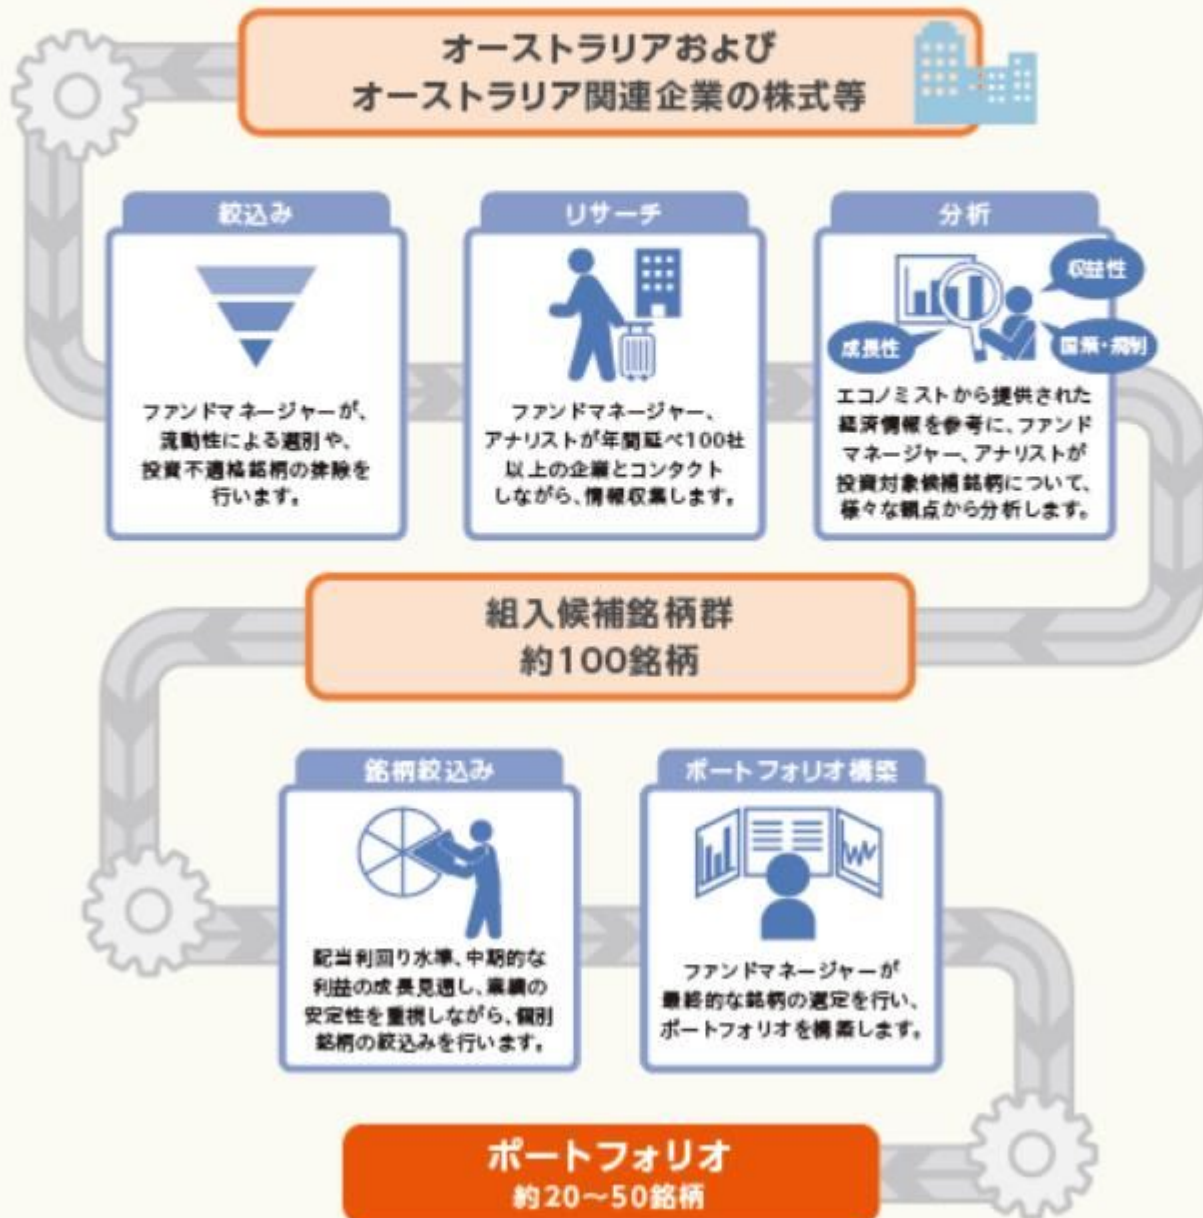 オーストラリアおよび
オーストラリア関連企業の株式等
絞込み
ファンドマネージャーが、
流動性による選別や、
投資不適格銘柄の排除を
行います。
リサーチ
ファンドマネージャー、
アナリストが年間延べ100社
以上の企業とコンタクト
しながら、情報収集します。
分析
収益性
成長性
国策・規制
エコノミストから提供された
経済情報を参考に、ファンド
マネージャー、アナリストが
投資対象候補銘柄について、
様々な観点から分析します。
組入候補銘柄群
約100銘柄
銘柄絞込み
配当利回り水準、中期的な
利益の成長見通し、業績の
安定性を重視しながら、個別
銘柄の絞込みを行います。
ポートフォリオ構築
ファンドマネージャーが
最終的な銘柄の選定を行い、
ポートフォリオを構築します。
ポートフォリオ
約20～50銘柄